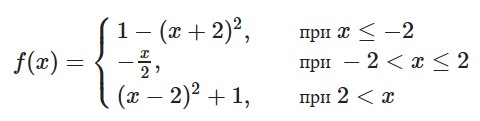 1 − (x + 2)², при x ≤ −2
f(x) = { −x/2, при − 2 < x ≤ 2
(x − 2)² + 1, при 2 < x